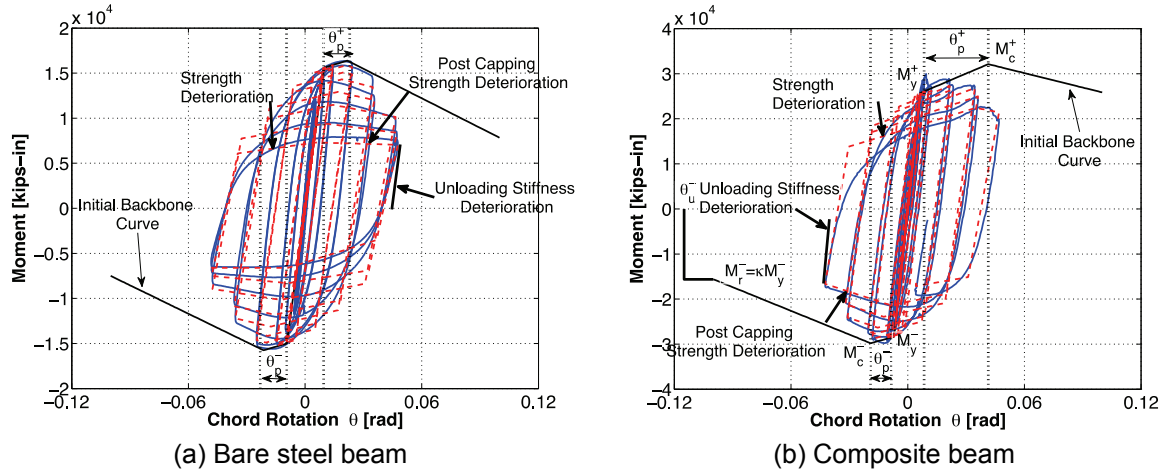 x 10⁴
2
1.5
1
0.5
0
−0.5
−1
−1.5
−2
−0.12
−0.06
0
0.06
0.12
Moment [kips−in]
Chord Rotation θ [rad]
θ⁺p
Strength
Deterioration
Post Capping
Strength Deterioration
Unloading Stiffness
Deterioration
Initial Backbone
Curve
θ⁻p
(a) Bare steel beam
x 10⁴
4
3
2
1
0
−1
−2
−3
−4
−0.12
−0.06
0
0.06
0.12
Moment [kips−in]
Chord Rotation θ [rad]
θ⁺p
M⁺c
M⁺y
Strength
Deterioration
Initial Backbone
Curve
θ⁻u Unloading Stiffness
Deterioration
M⁻r=κM⁻y
Post Capping
Strength Deterioration
M⁻c
θ⁻p
M⁻y
(b) Composite beam